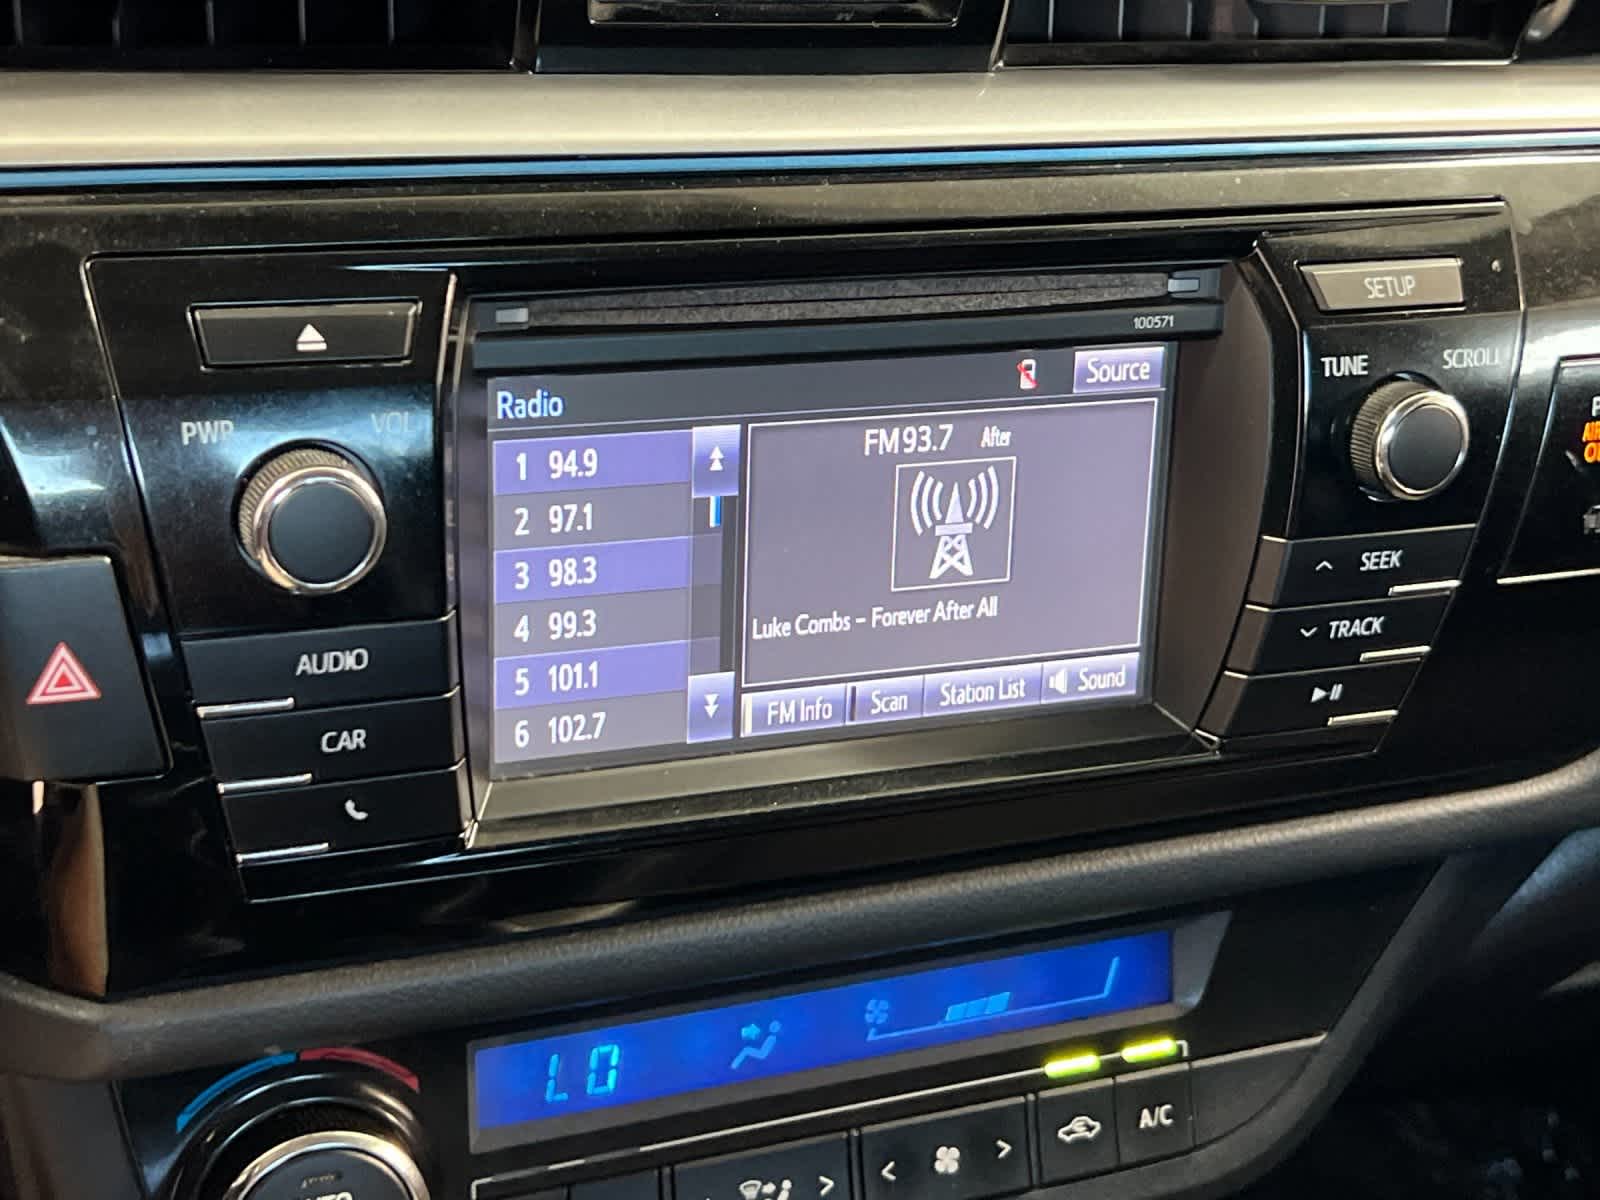 SETUP
100571
TUNE SCROLL
PWR VOL
Radio
Source
1 94.9
2 97.1
3 98.3
4 99.3
5 101.1
6 102.7
FM 93.7 After
Luke Combs – Forever After All
FM Info
Scan
Station List
Sound
SEEK
TRACK
AUDIO
CAR
LO
A/C